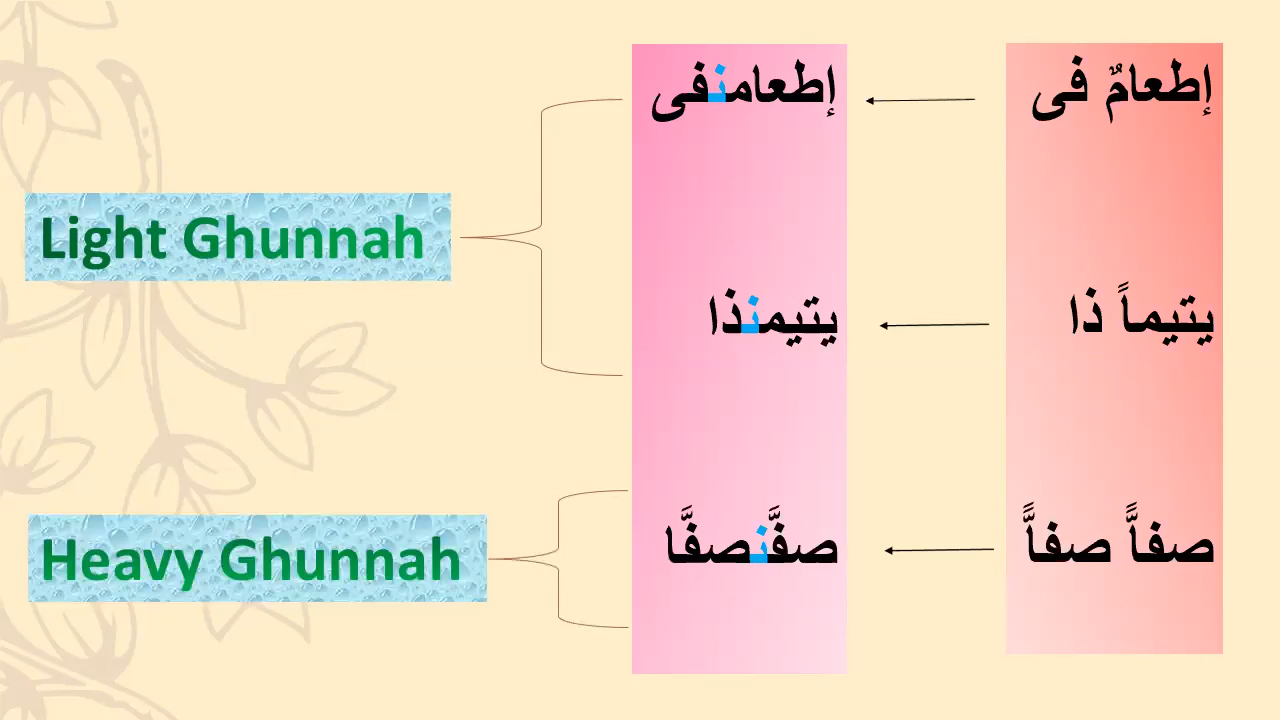 إطعامٌ فى
إطعامنفى
Light Ghunnah
يتيماً ذا
يتيمنذا
صفاًّ صفاًّ
صفَّنصفَّا
Heavy Ghunnah